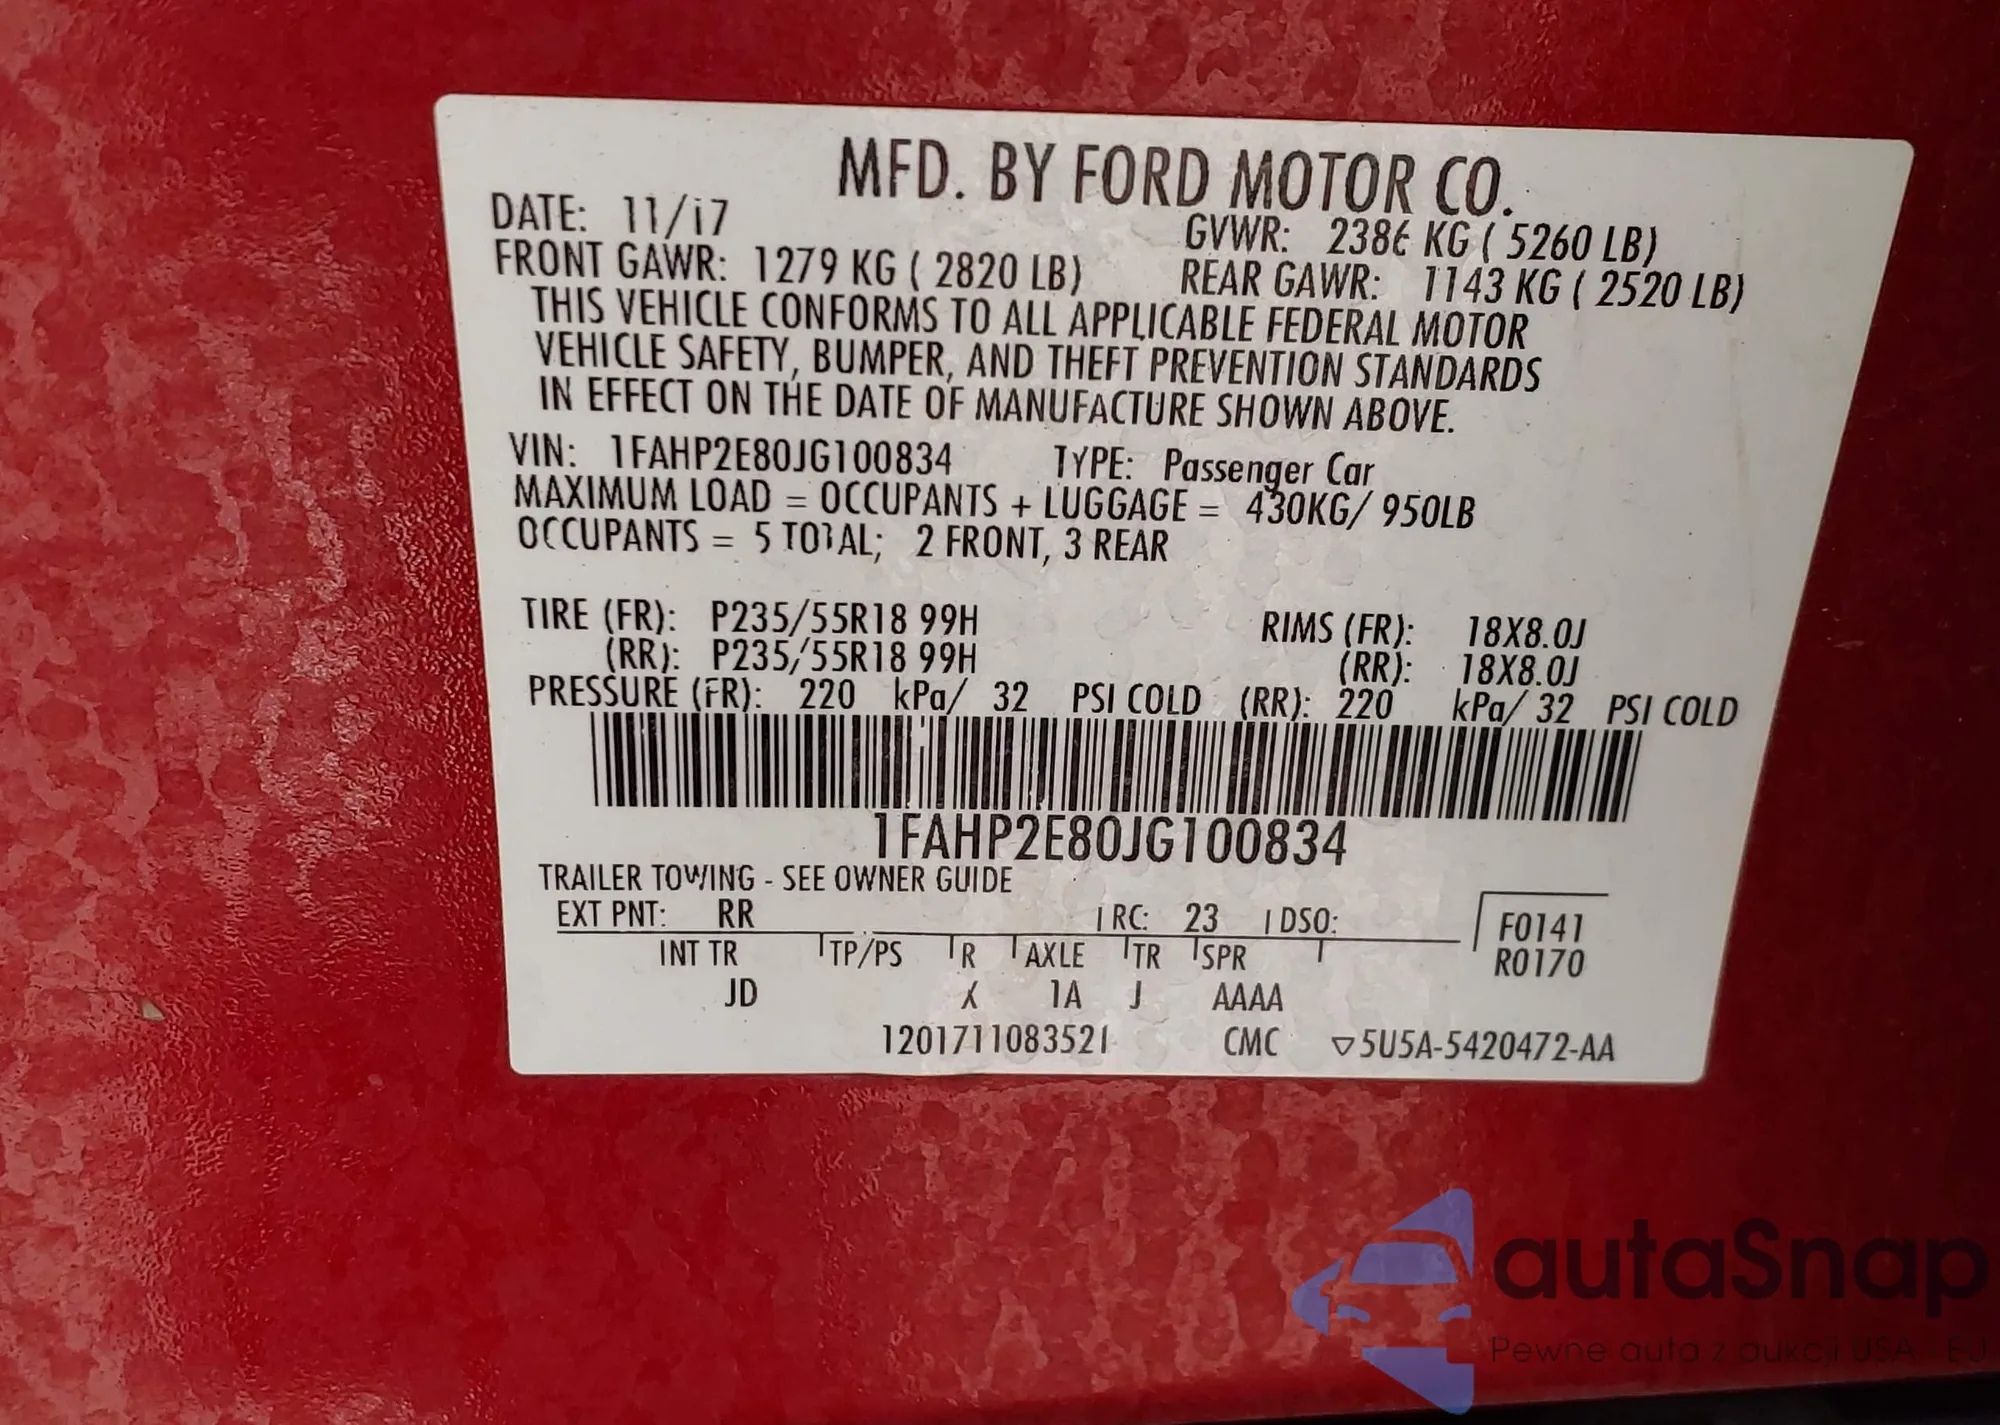 MFD. BY FORD MOTOR CO.
DATE: 11/17 GVWR: 2386 KG ( 5260 LB)
FRONT GAWR: 1279 KG ( 2820 LB) REAR GAWR: 1143 KG ( 2520 LB)
THIS VEHICLE CONFORMS TO ALL APPLICABLE FEDERAL MOTOR
VEHICLE SAFETY, BUMPER, AND THEFT PREVENTION STANDARDS
IN EFFECT ON THE DATE OF MANUFACTURE SHOWN ABOVE.
VIN: 1FAHP2E80JG100834 TYPE: Passenger Car
MAXIMUM LOAD = OCCUPANTS + LUGGAGE = 430KG/ 950LB
OCCUPANTS = 5 TOTAL; 2 FRONT, 3 REAR
TIRE (FR): P235/55R18 99H RIMS (FR): 18X8.0J
(RR): P235/55R18 99H (RR): 18X8.0J
PRESSURE (FR): 220 kPa/ 32 PSI COLD (RR): 220 kPa/ 32 PSI COLD
1FAHP2E80JG100834
TRAILER TOWING - SEE OWNER GUIDE
EXT PNT: RR RC: 23 DSO: F0141
INT TR TP/PS R AXLE TR SPR R0170
JD X 1A J AAAA
1201711083521 CMC ▽5U5A-5420472-AA
autaSnap
Pewne auta z aukcji USA - EU